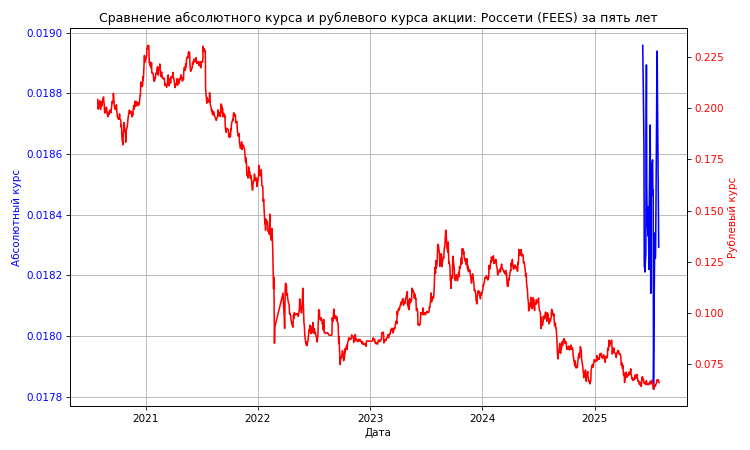 Сравнение абсолютного курса и рублевого курса акции: Россети (FEES) за пять лет
0.0190
0.0188
0.0186
0.0184
0.0182
0.0180
0.0178
Абсолютный курс
0.225
0.200
0.175
0.150
0.125
0.100
0.075
Рублевый курс
2021 2022 2023 2024 2025
Дата